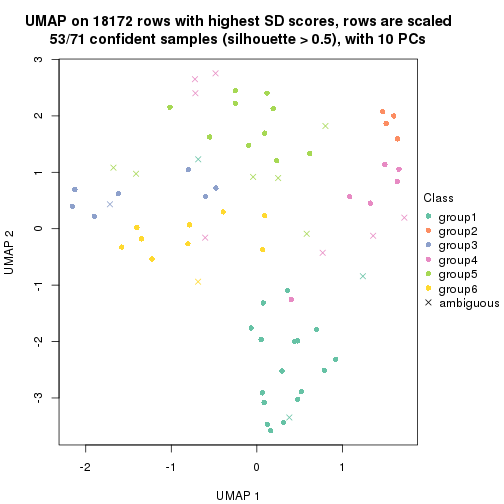 UMAP on 18172 rows with highest SD scores, rows are scaled
53/71 confident samples (silhouette > 0.5), with 10 PCs
3
2
1
0
-1
-2
-3
UMAP 2
-2
-1
0
1
UMAP 1
Class
group1
group2
group3
group4
group5
group6
ambiguous